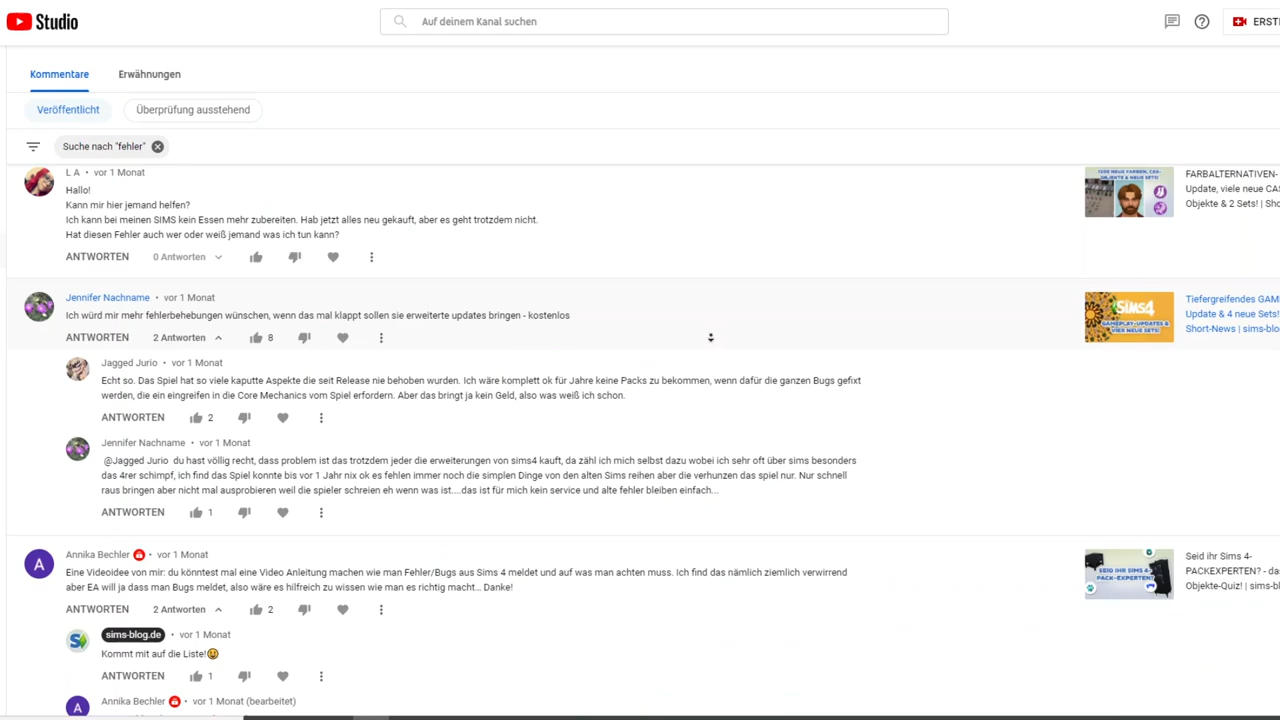 Studio
Auf deinem Kanal suchen
ERST
Kommentare
Erwähnungen
Veröffentlicht
Überprüfung ausstehend
Suche nach "fehler"
L A • vor 1 Monat
Hallo!
Kann mir hier jemand helfen?
Ich kann bei meinen SIMS kein Essen mehr zubereiten. Hab jetzt alles neu gekauft, aber es geht trotzdem nicht.
Hat diesen Fehler auch wer oder weiß jemand was ich tun kann?
ANTWORTEN 0 Antworten
FARBALTERNATIVEN-
Update, viele neue CAS
Objekte & 2 Sets! | Sho
Jennifer Nachname • vor 1 Monat
Ich würd mir mehr fehlerbehebungen wünschen, wenn das mal klappt sollen sie erweiterte updates bringen - kostenlos
ANTWORTEN 2 Antworten 8
SIMS4
GAMEPLAY-UPDATES &
VIER NEUE SETS!
Tiefergreifendes GAM
Update & 4 neue Sets!
Short-News | sims-blo
Jagged Jurio • vor 1 Monat
Echt so. Das Spiel hat so viele kaputte Aspekte die seit Release nie behoben wurden. Ich wäre komplett ok für Jahre keine Packs zu bekommen, wenn dafür die ganzen Bugs gefixt
werden, die ein eingreifen in die Core Mechanics vom Spiel erfordern. Aber das bringt ja kein Geld, also was weiß ich schon.
ANTWORTEN 2
Jennifer Nachname • vor 1 Monat
@Jagged Jurio du hast völlig recht, dass problem ist das trotzdem jeder die erweiterungen von sims4 kauft, da zähl ich mich selbst dazu wobei ich sehr oft über sims besonders
das 4rer schimpf, ich find das Spiel konnte bis vor 1 Jahr nix ok es fehlen immer noch die simplen Dinge von den alten Sims reihen aber die verhunzen das spiel nur. Nur schnell
raus bringen aber nicht mal ausprobieren weil die spieler schreien eh wenn was ist....das ist für mich kein service und alte fehler bleiben einfach...
ANTWORTEN 1
A
Annika Bechler • vor 1 Monat
Eine Videoidee von mir: du könntest mal eine Video Anleitung machen wie man Fehler/Bugs aus Sims 4 meldet und auf was man achten muss. Ich find das nämlich ziemlich verwirrend
aber EA will ja dass man Bugs meldet, also wäre es hilfreich zu wissen wie man es richtig macht... Danke!
ANTWORTEN 2 Antworten 2
SEID IHR SIMS 4-
PACK-EXPERTEN?
Seid ihr Sims 4-
PACKEXPERTEN? - da
Objekte-Quiz! | sims-b
sims-blog.de • vor 1 Monat
Kommt mit auf die Liste!
ANTWORTEN 1
A
Annika Bechler • vor 1 Monat (bearbeitet)